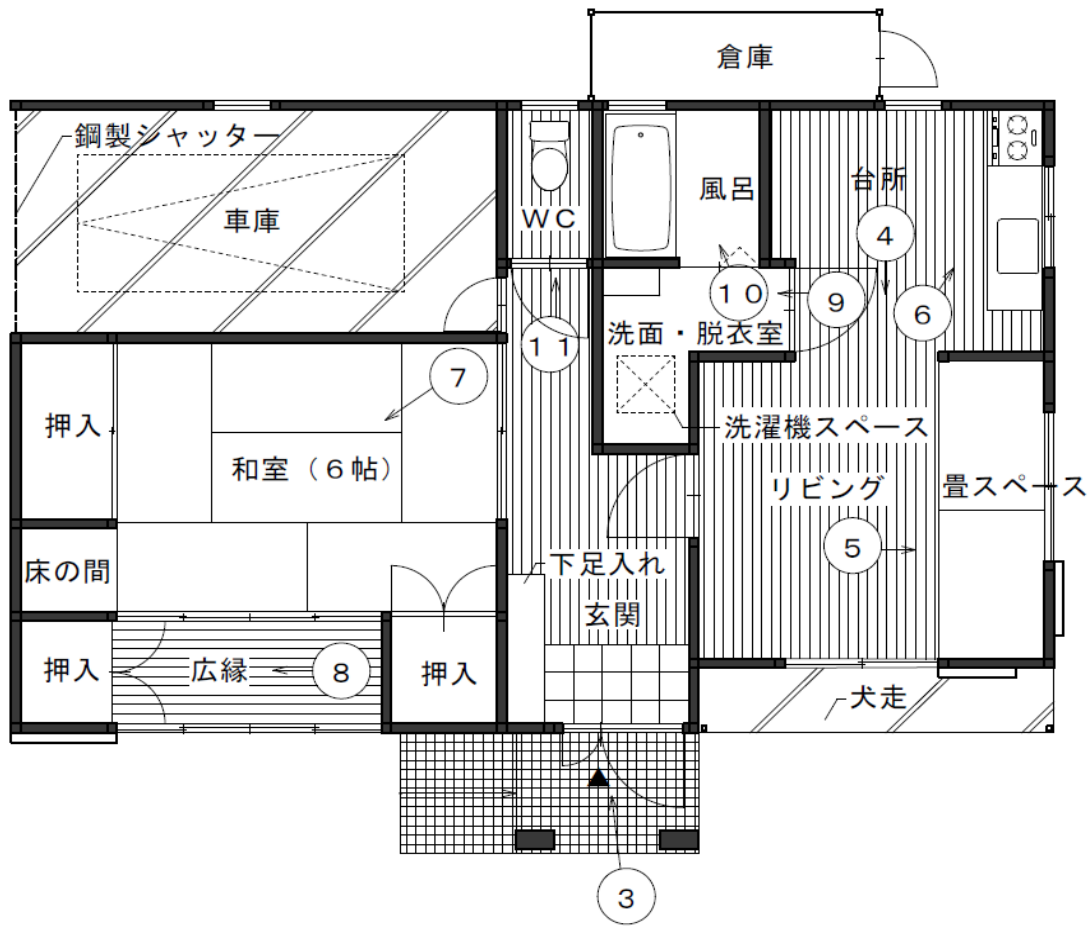 倉庫
鋼製シャッター
車庫
WC
風呂
台所
④
⑥
⑩
⑨
⑪
洗面・脱衣室
⑦
押入
和室（６帖）
洗濯機スペース
リビング
畳スペース
⑤
床の間
下足入れ
玄関
押入
広縁
⑧
押入
犬走
▲
③